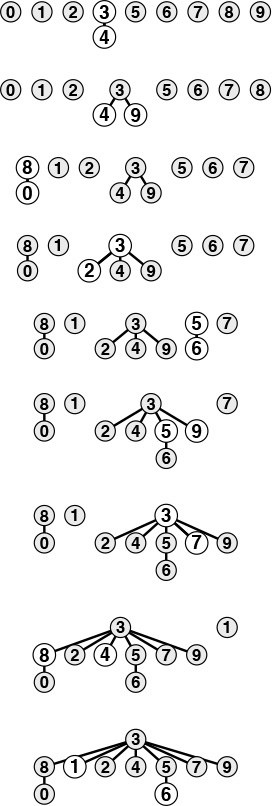 0 1 2 3 5 6 7 8 9
4
0 1 2 3 5 6 7 8
4 9
8 1 2 3 5 6 7
0 4 9
8 1 3 5 6 7
0 2 4 9
8 1 3 5 7
0 2 4 9 6
8 1 3 7
0 2 4 5 9
6
8 1 3
0 2 4 5 7 9
6
3 1
8 2 4 5 7 9
0 6
3
8 1 2 4 5 7 9
0 6